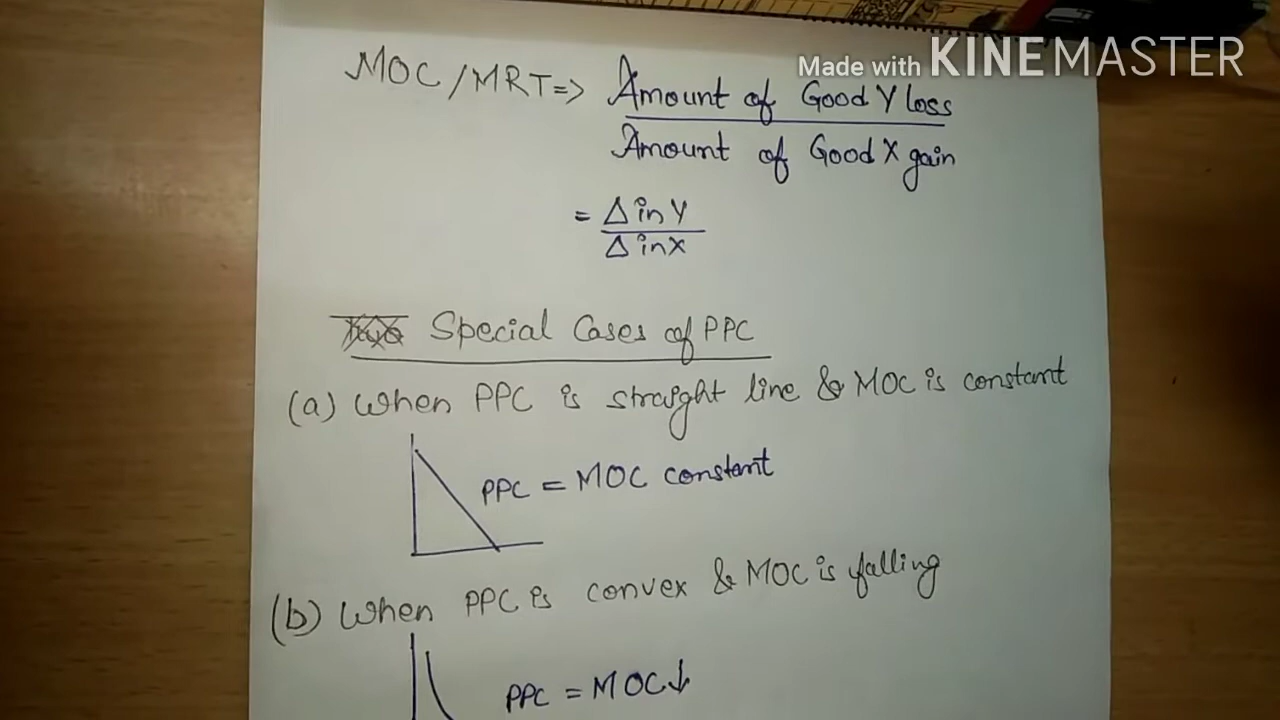 Made with KINEMASTER
MOC/MRT => Amount of Good Y loss
Amount of Good X gain
= Δ in Y
Δ in X
Special Cases of PPC
(a) When PPC is straight line & MOC is constant
PPC = MOC constant
(b) When PPC is convex & MOC is falling
PPC = MOC↓